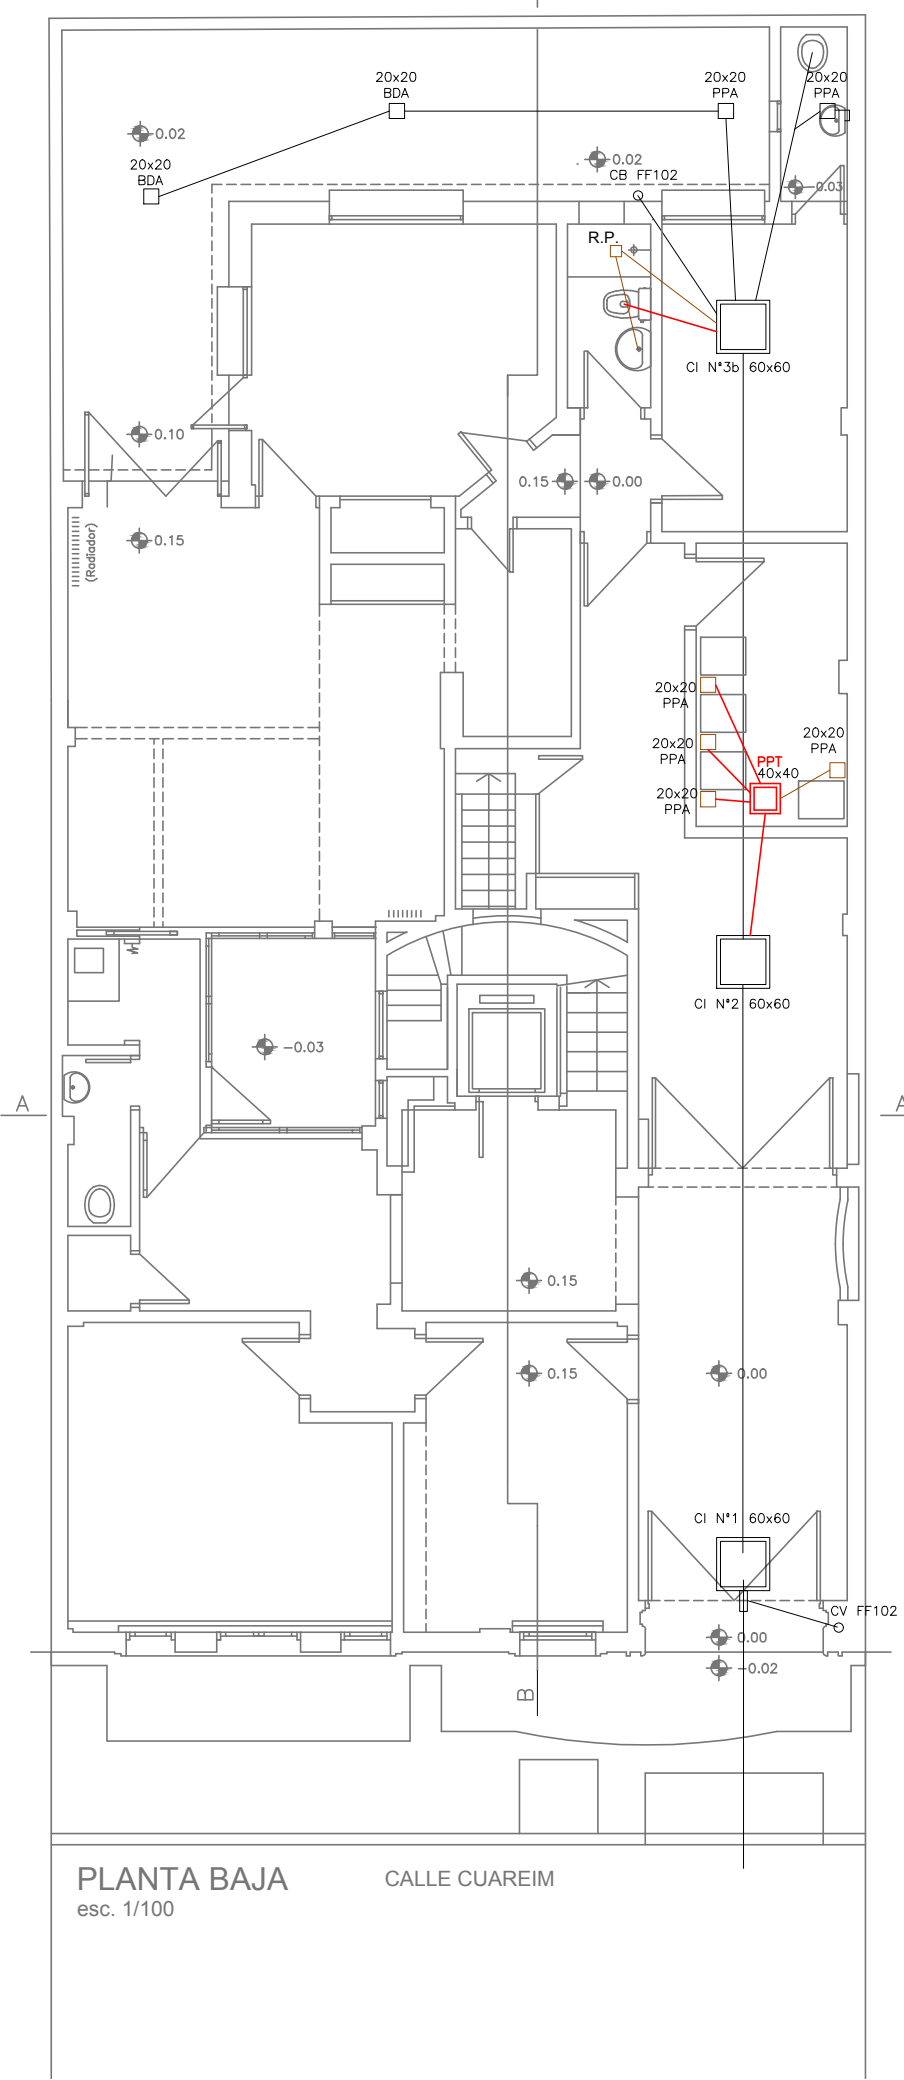 20x20
BDA
20x20
PPA
20x20
PPA
0.02
20x20
BDA
0.02
CB FF102
-0.03
R.P.
CI N°3b 60x60
0.10
0.15
0.00
0.15
(Radiador)
20x20
PPA
20x20
PPA
20x20
PPA
PPT
40x40
20x20
PPA
CI N°2 60x60
-0.03
A
A
0.15
0.15
0.00
CI N°1 60x60
CV FF102
0.00
-0.02
B
PLANTA BAJA
CALLE CUAREIM
esc. 1/100